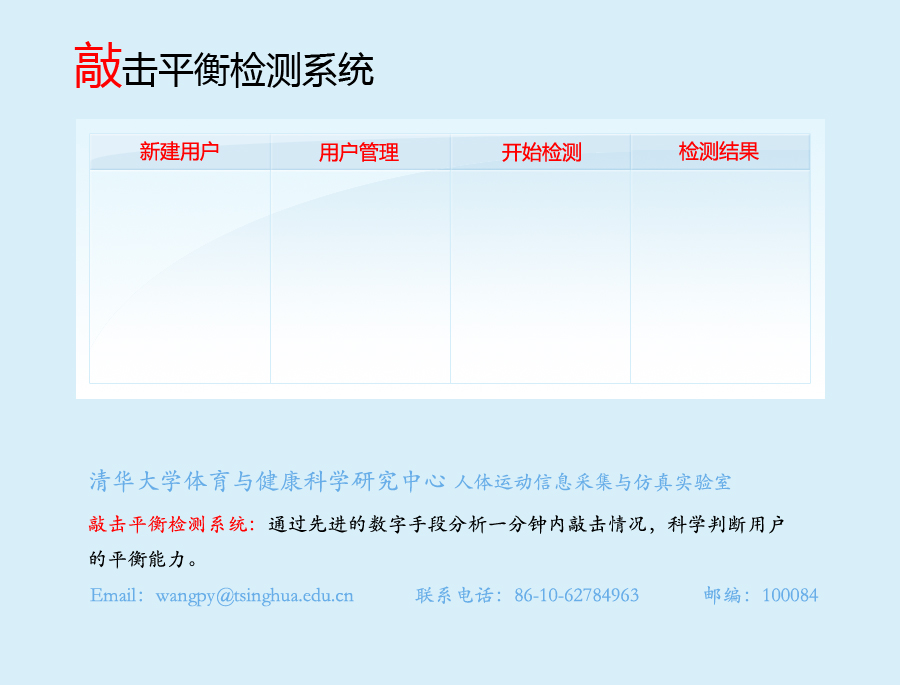 敲击平衡检测系统
新建用户 用户管理 开始检测 检测结果
清华大学体育与健康科学研究中心 人体运动信息采集与仿真实验室
敲击平衡检测系统：通过先进的数字手段分析一分钟内敲击情况，科学判断用户
的平衡能力。
Email：wangpy@tsinghua.edu.cn 联系电话：86-10-62784963 邮编：100084